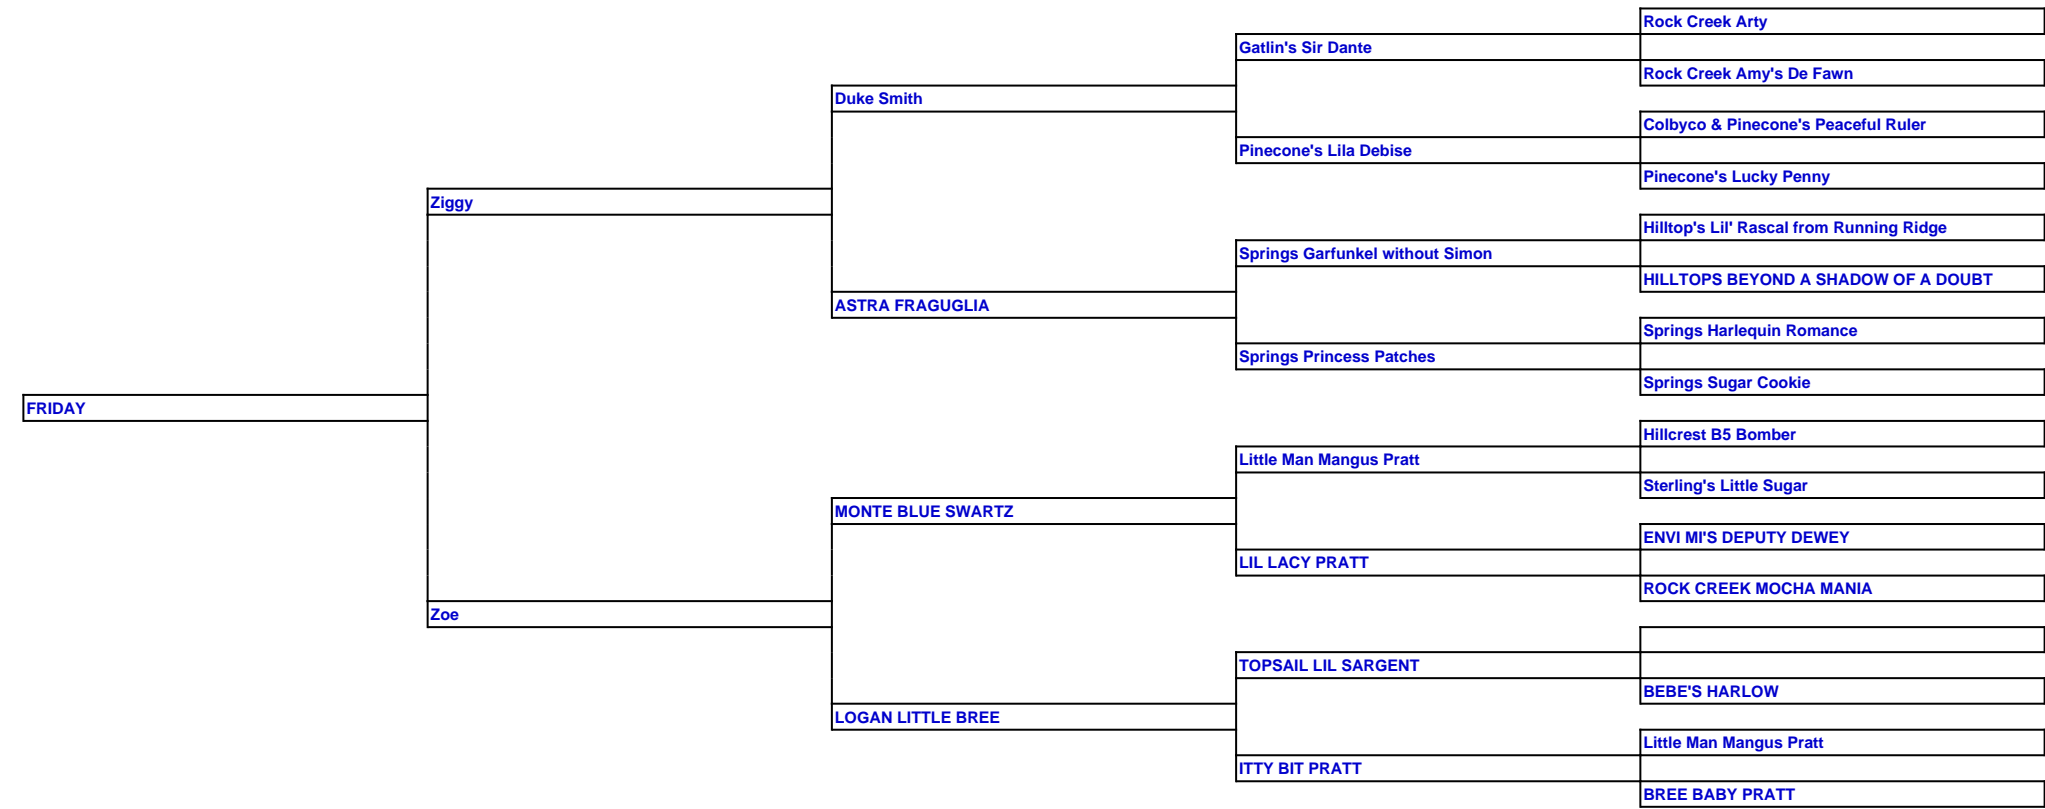 Rock Creek Arty
Gatlin's Sir Dante
Rock Creek Amy's De Fawn
Duke Smith
Colbyco & Pinecone's Peaceful Ruler
Pinecone's Lila Debise
Pinecone's Lucky Penny
Ziggy
Hilltop's Lil' Rascal from Running Ridge
Springs Garfunkel without Simon
HILLTOPS BEYOND A SHADOW OF A DOUBT
ASTRA FRAGUGLIA
Springs Harlequin Romance
Springs Princess Patches
Springs Sugar Cookie
FRIDAY
Hillcrest B5 Bomber
Little Man Mangus Pratt
Sterling's Little Sugar
MONTE BLUE SWARTZ
ENVI MI'S DEPUTY DEWEY
LIL LACY PRATT
ROCK CREEK MOCHA MANIA
Zoe
TOPSAIL LIL SARGENT
BEBE'S HARLOW
LOGAN LITTLE BREE
Little Man Mangus Pratt
ITTY BIT PRATT
BREE BABY PRATT